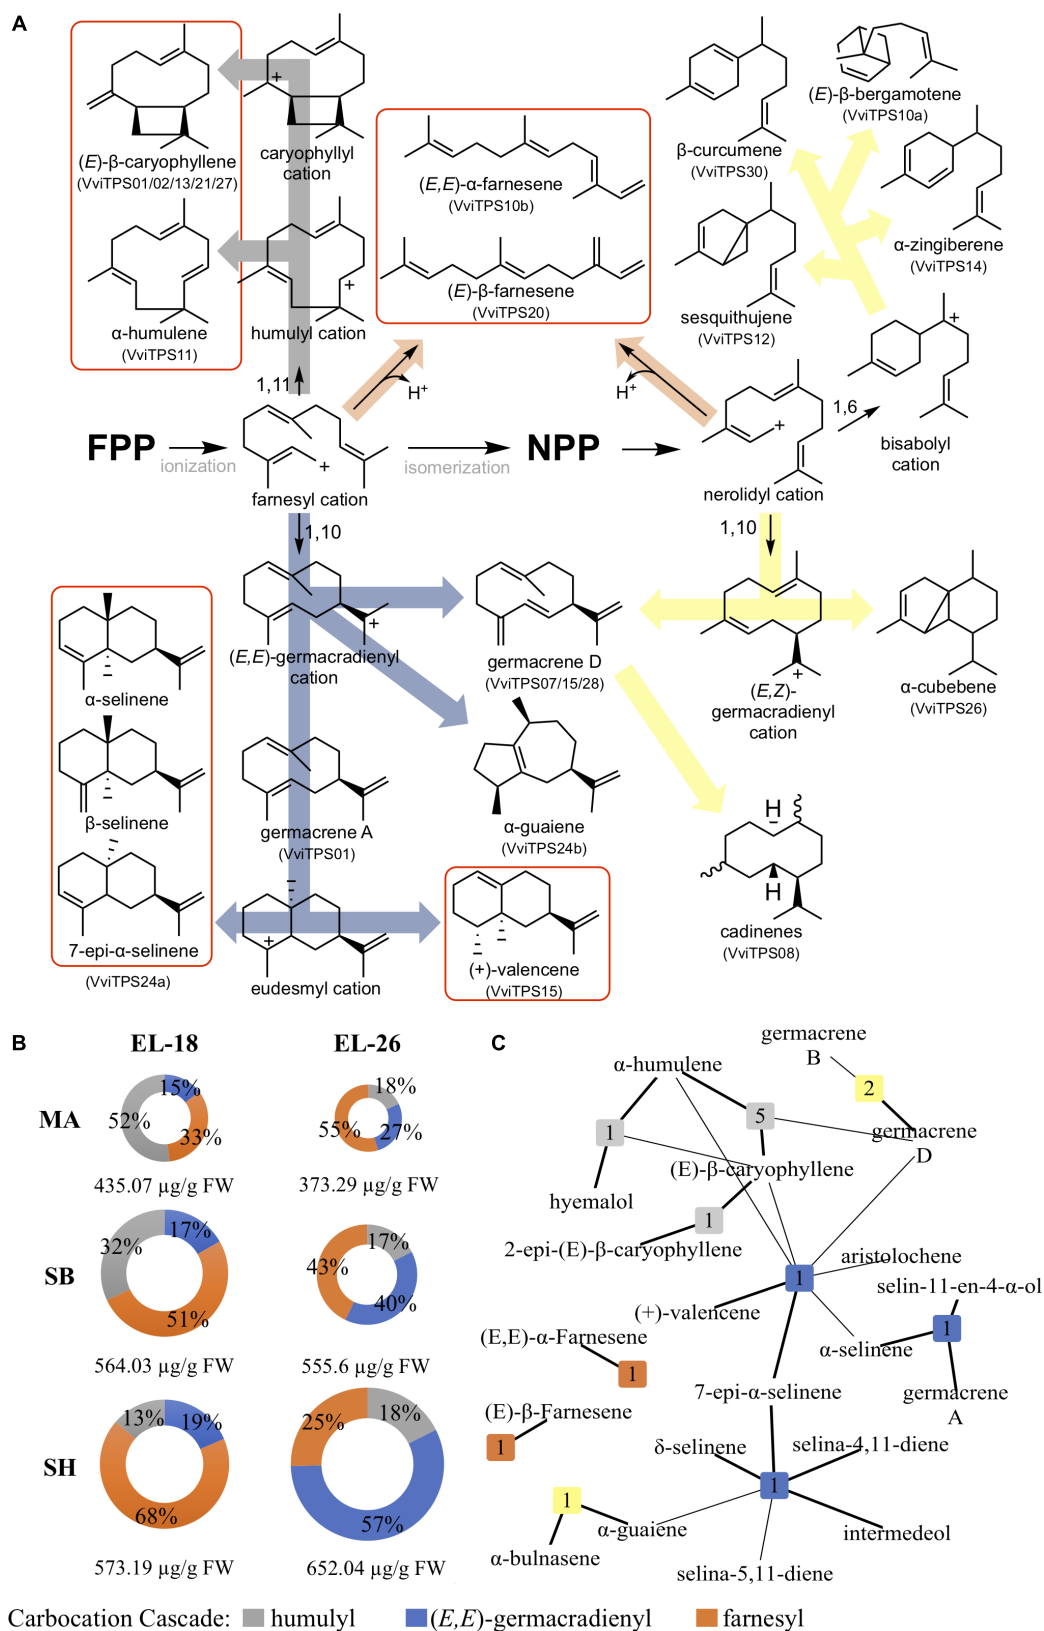 A
(E)-β-caryophyllene
(VviTPS01/02/13/21/27)
+
caryophyllyl
cation
α-humulene
(VviTPS11)
+
humulyl cation
(E,E)-α-farnesene
(VviTPS10b)
(E)-β-farnesene
(VviTPS20)
β-curcumene
(VviTPS30)
(E)-β-bergamotene
(VviTPS10a)
α-zingiberene
(VviTPS14)
sesquithujene
(VviTPS12)
+
bisabolyl
cation
1,11
H+
H+
1,6
FPP
ionization
+
farnesyl cation
isomerization
NPP
+
nerolidyl cation
1,10
1,10
+
(E,E)-germacradienyl
cation
germacrene D
(VviTPS07/15/28)
+
(E,Z)-
germacradienyl
cation
α-cubebene
(VviTPS26)
α-selinene
β-selinene
7-epi-α-selinene
(VviTPS24a)
germacrene A
(VviTPS01)
α-guaiene
(VviTPS24b)
+
eudesmyl cation
(+)-valencene
(VviTPS15)
H
H
cadinenes
(VviTPS08)
B
EL-18
EL-26
MA
15%
52%
33%
435.07 µg/g FW
18%
55%
27%
373.29 µg/g FW
SB
17%
32%
51%
564.03 µg/g FW
17%
43%
40%
555.6 µg/g FW
SH
13%
19%
68%
573.19 µg/g FW
25%
18%
57%
652.04 µg/g FW
C
germacrene
B
α-humulene
2
5
1
germacrene
D
(E)-β-caryophyllene
hyemalol
1
2-epi-(E)-β-caryophyllene
aristolochene
1
selin-11-en-4-α-ol
(+)-valencene
1
(E,E)-α-Farnesene
α-selinene
1
7-epi-α-selinene
germacrene
A
(E)-β-Farnesene
1
δ-selinene
selina-4,11-diene
1
1
α-guaiene
intermedeol
α-bulnasene
selina-5,11-diene
Carbocation Cascade: humulyl (E,E)-germacradienyl farnesyl